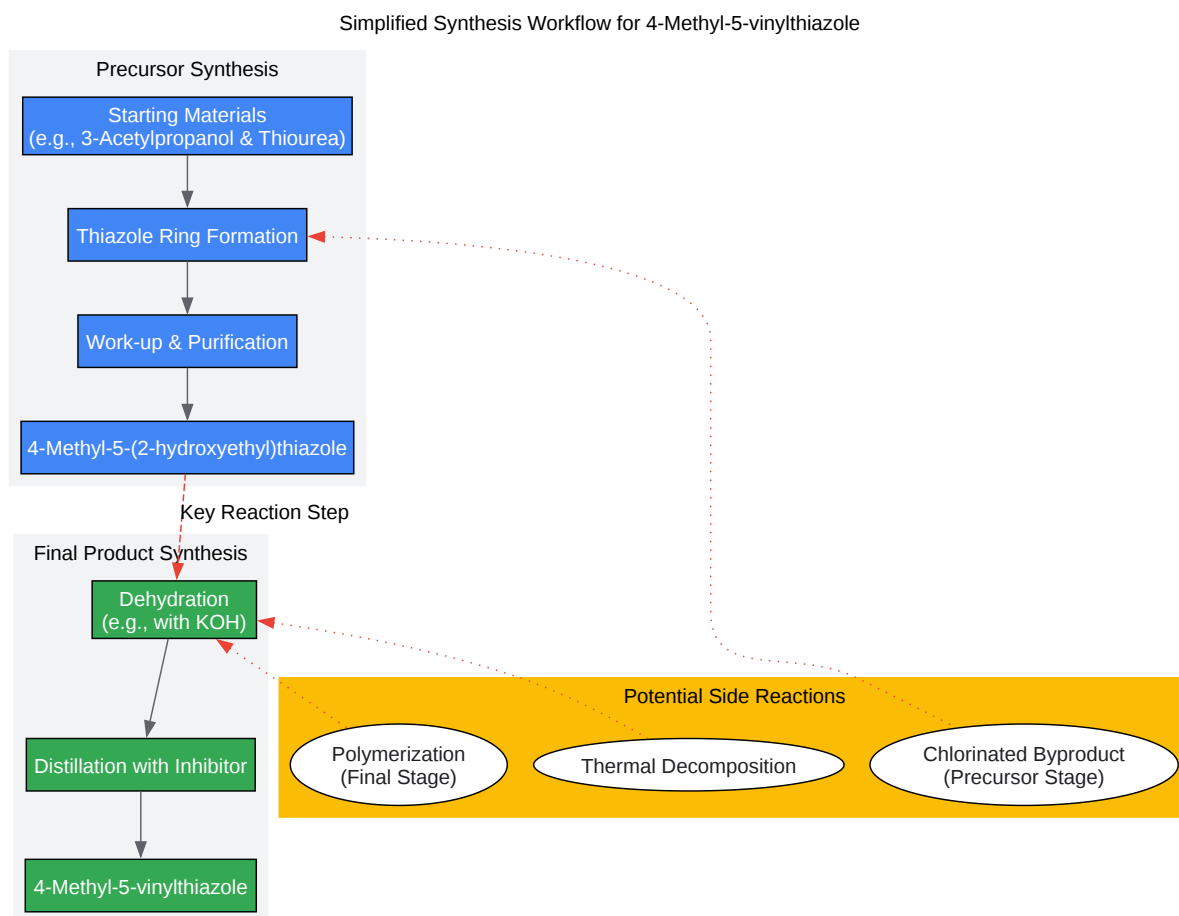 Simplified Synthesis Workflow for 4-Methyl-5-vinylthiazole
Precursor Synthesis
Starting Materials
(e.g., 3-Acetylpropanol & Thiourea)
Thiazole Ring Formation
Work-up & Purification
4-Methyl-5-(2-hydroxyethyl)thiazole
Key Reaction Step
Final Product Synthesis
Dehydration
(e.g., with KOH)
Distillation with Inhibitor
4-Methyl-5-vinylthiazole
Potential Side Reactions
Polymerization
(Final Stage)
Thermal Decomposition
Chlorinated Byproduct
(Precursor Stage)